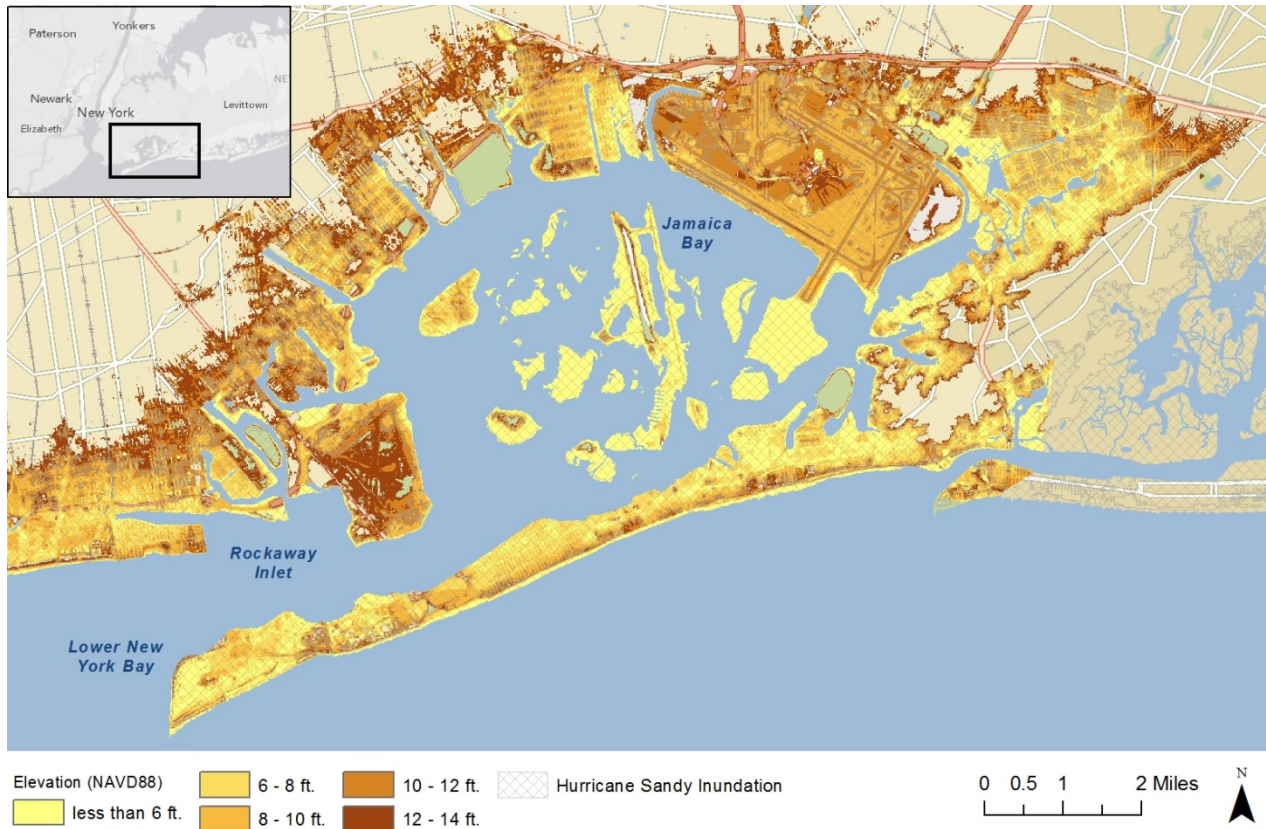 Yonkers
Paterson
NE
Newark
Levittown
New York
Elizabeth
Jamaica
Bay
Rockaway
Inlet
Lower New
York Bay
Elevation (NAVD88)
less than 6 ft.
6 - 8 ft.
8 - 10 ft.
10 - 12 ft.
12 - 14 ft.
Hurricane Sandy Inundation
0 0.5 1 2 Miles
N